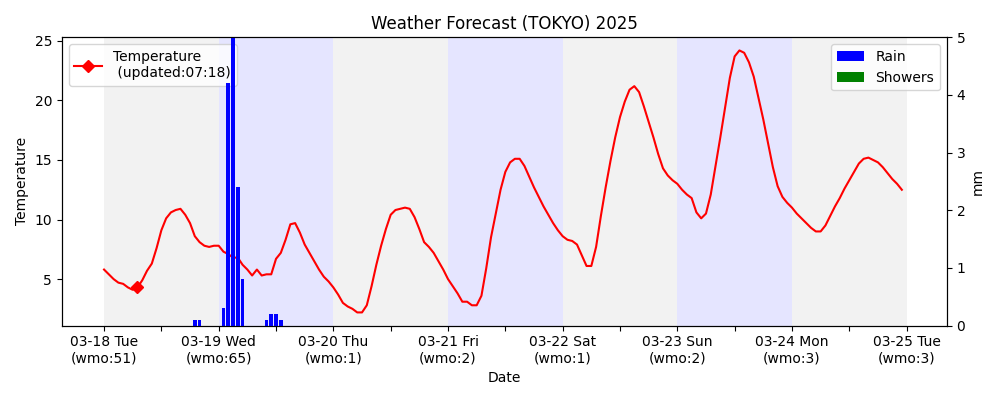 Weather Forecast (TOKYO) 2025
Temperature
(updated:07:18)
Rain
Showers
25
20
15
10
5
Temperature
5
4
3
2
1
0
mm
03-18 Tue
(wmo:51)
03-19 Wed
(wmo:65)
03-20 Thu
(wmo:1)
03-21 Fri
(wmo:2)
03-22 Sat
(wmo:1)
03-23 Sun
(wmo:2)
03-24 Mon
(wmo:3)
03-25 Tue
(wmo:3)
Date